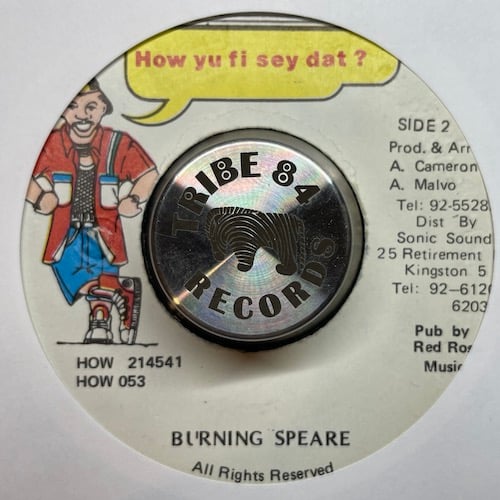 How yu fi sey dat ?
SIDE 2
Prod. & Arr
A. Cameron
A. Malvo
Tel: 92-5528
Dist By
Sonic Sound
25 Retirement
Kingston 5
Tel: 92-612
6203
Pub by
Red Ros
Music
TRIBE 84
RECORDS
HOW 214541
HOW 053
BURNING SPEARE
All Rights Reserved